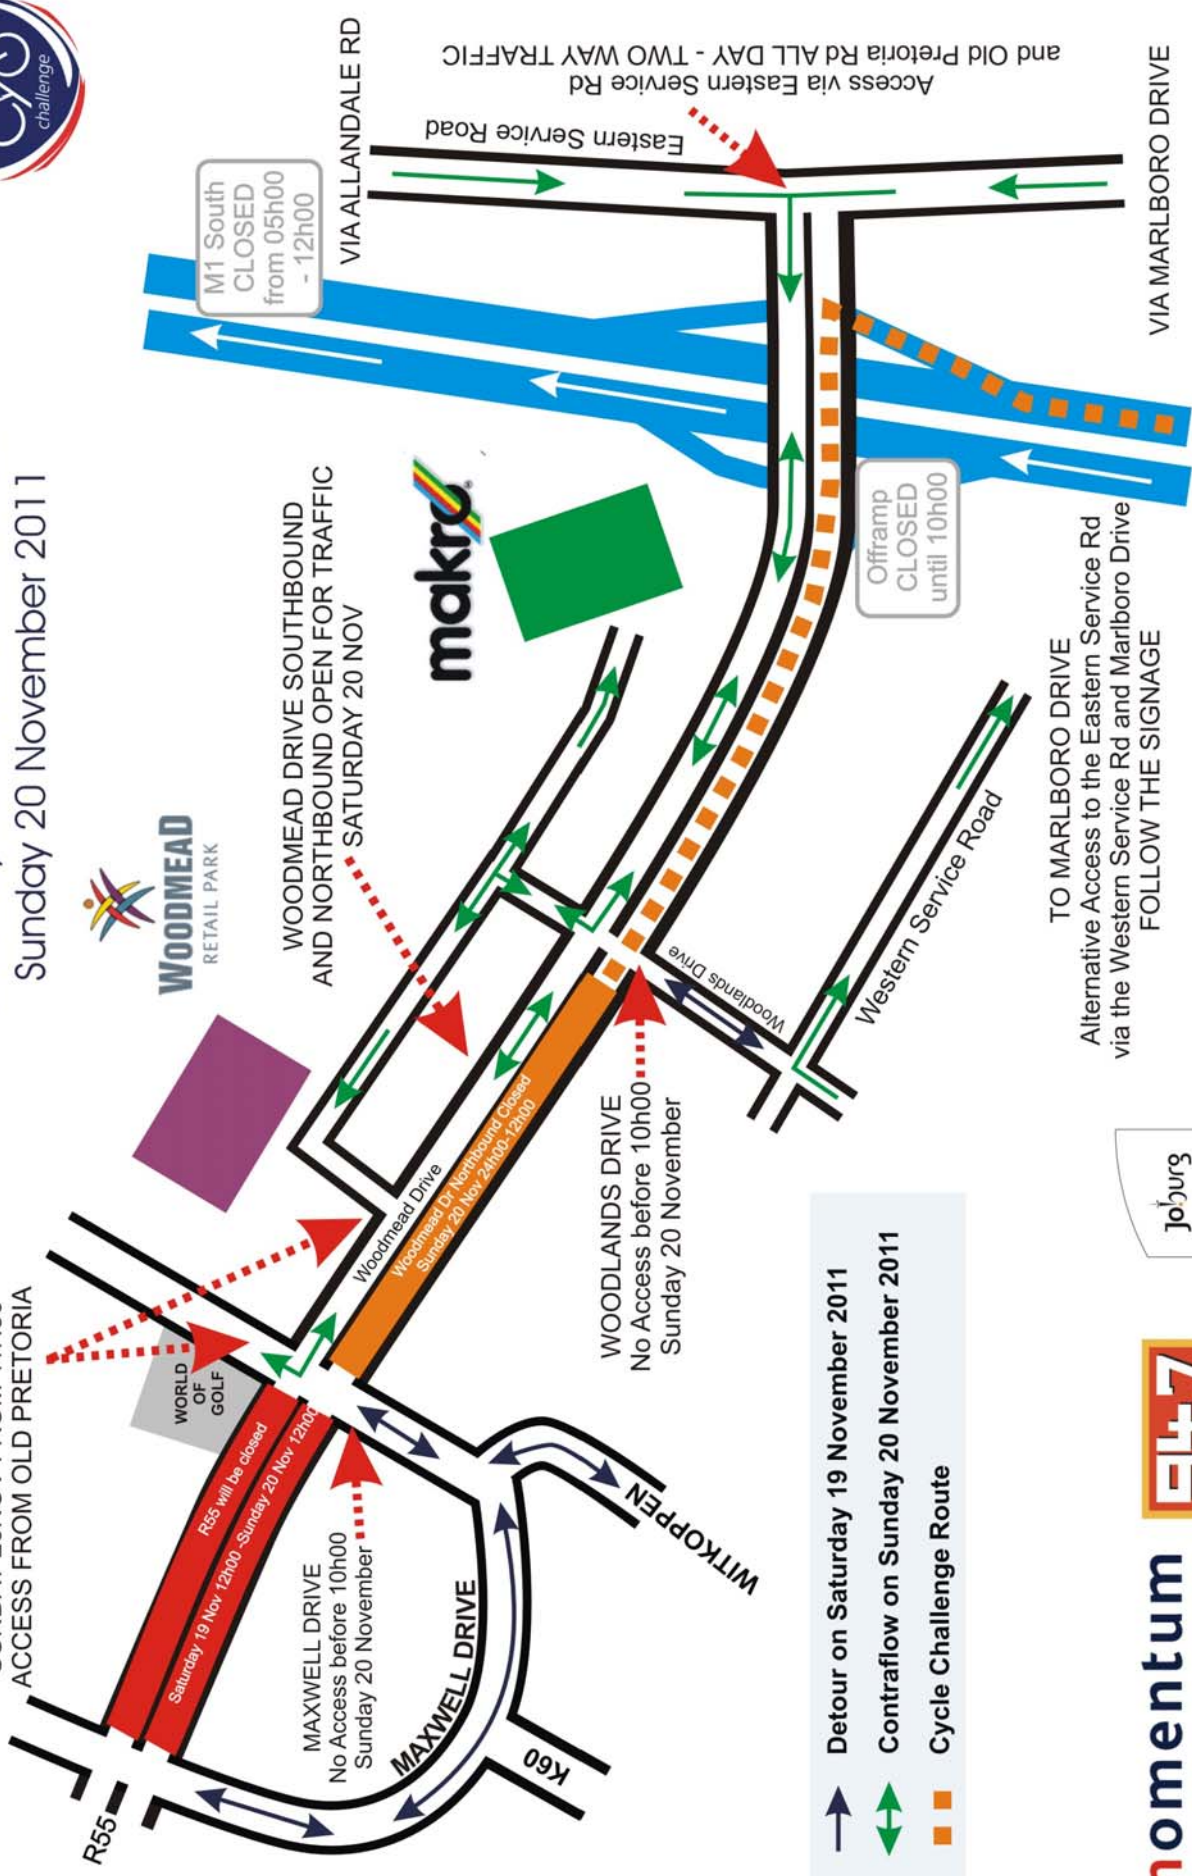 Sunday 20 November 2011
challenge
ACCESS FROM OLD PRETORIA
WORLD
OF
GOLF
WOODMEAD
RETAIL PARK
WOODMEAD DRIVE SOUTHBOUND
AND NORTHBOUND OPEN FOR TRAFFIC
SATURDAY 20 NOV
makro
M1 South
CLOSED
from 05h00
- 12h00
VIA ALLANDALE RD
Eastern Service Road
Access via Eastern Service Rd
and Old Pretoria Rd ALL DAY - TWO WAY TRAFFIC
VIA MARLBORO DRIVE
R55
R55 will be closed
Saturday 19 Nov 12h00 -Sunday 20 Nov 12h00
MAXWELL DRIVE
No Access before 10h00
Sunday 20 November
MAXWELL DRIVE
K60
WITKOPPEN
Woodmead Drive
Woodmead Dr Northbound Closed
Sunday 20 Nov 24h00-12h00
WOODLANDS DRIVE
No Access before 10h00
Sunday 20 November
Woodlands Drive
Western Service Road
Offramp
CLOSED
until 10h00
TO MARLBORO DRIVE
Alternative Access to the Eastern Service Rd
via the Western Service Rd and Marlboro Drive
FOLLOW THE SIGNAGE
Detour on Saturday 19 November 2011
Contraflow on Sunday 20 November 2011
Cycle Challenge Route
momentum
94.7
Joburg